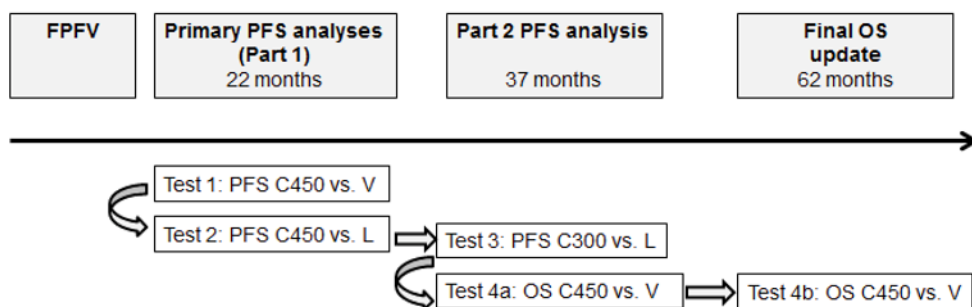 FPFV
Primary PFS analyses
(Part 1)
22 months
Part 2 PFS analysis
37 months
Final OS
update
62 months
Test 1: PFS C450 vs. V
Test 2: PFS C450 vs. L
Test 3: PFS C300 vs. L
Test 4a: OS C450 vs. V
Test 4b: OS C450 vs. V